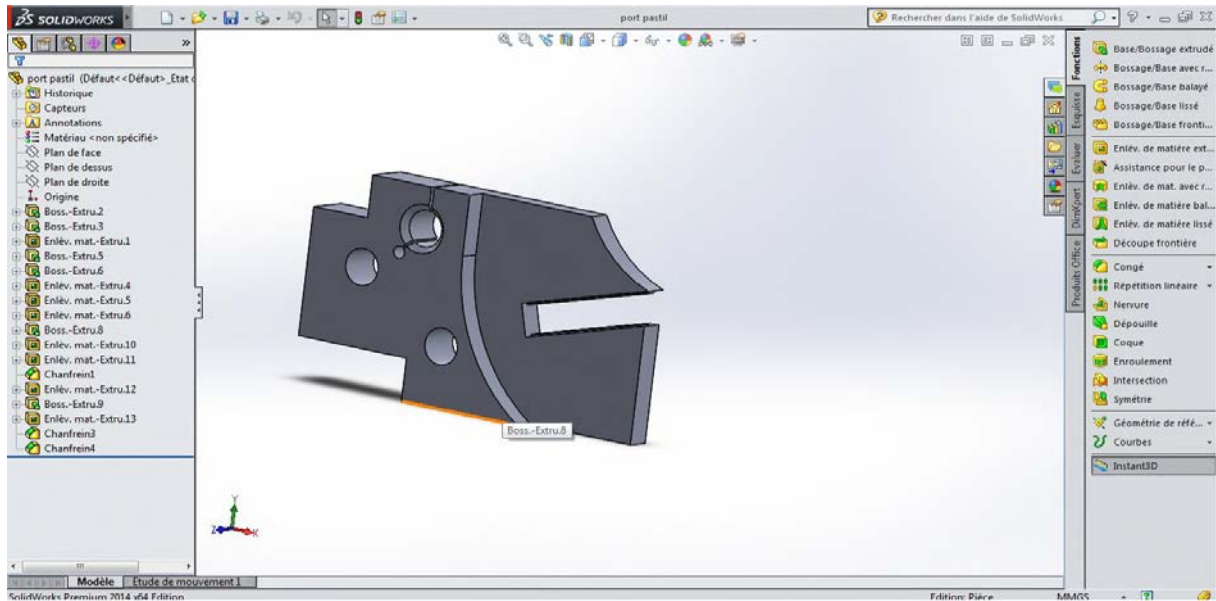 SOLIDWORKS
port pastil
Rechercher dans l'aide de SolidWorks
port pastil (Défaut<<Défaut>_Etat d
Historique
Capteurs
Annotations
Matériau <non spécifié>
Plan de face
Plan de dessus
Plan de droite
Origine
Boss.-Extru.2
Boss.-Extru.3
Enlèv. mat.-Extru.1
Boss.-Extru.5
Boss.-Extru.6
Enlèv. mat.-Extru.4
Enlèv. mat.-Extru.5
Enlèv. mat.-Extru.6
Boss.-Extru.8
Enlèv. mat.-Extru.10
Enlèv. mat.-Extru.11
Chanfrein1
Enlèv. mat.-Extru.12
Boss.-Extru.9
Enlèv. mat.-Extru.13
Chanfrein3
Chanfrein4
Boss.-Extru.8
Y
Z
X
Fonctions
Esquisse
Evaluer
DimXpert
Produits Office
Base/Bossage extrudé
Bossage/Base avec r...
Bossage/Base balayé
Bossage/Base lissé
Bossage/Base fronti...
Enlèv. de matière ext...
Assistance pour le p...
Enlèv. de mat. avec r...
Enlèv. de matière bal...
Enlèv. de matière lissé
Découpe frontière
Congé
Répétition linéaire
Nervure
Dépouille
Coque
Enroulement
Intersection
Symétrie
Géométrie de réfé...
Courbes
Instant3D
Modèle
Etude de mouvement 1
SolidWorks Premium 2014 x64 Edition
Edition: Pièce
MMGS